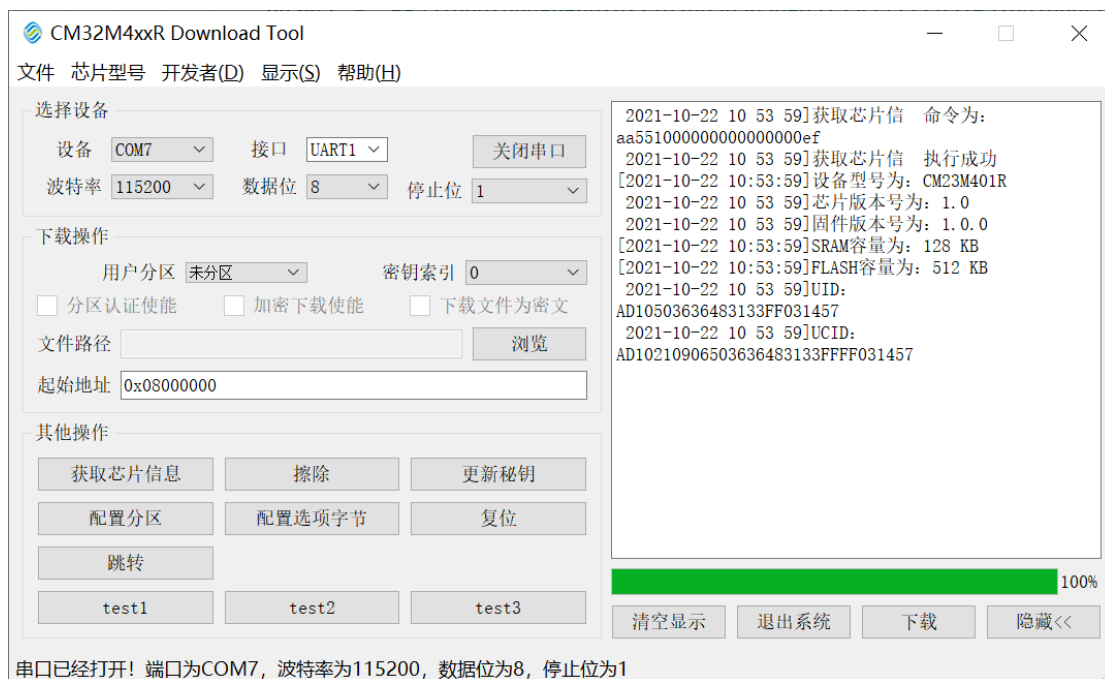 CM32M4xxR Download Tool
文件 芯片型号 开发者(D) 显示(S) 帮助(H)
选择设备
设备 COM7 接口 UART1 关闭串口
波特率 115200 数据位 8 停止位 1
下载操作
用户分区 未分区 密钥索引 0
分区认证使能 加密下载使能 下载文件为密文
文件路径 浏览
起始地址 0x08000000
其他操作
获取芯片信息 擦除 更新秘钥
配置分区 配置选项字节 复位
跳转
test1 test2 test3
2021-10-22 10 53 59]获取芯片信 命令为:
aa551000000000000000ef
2021-10-22 10 53 59]获取芯片信 执行成功
[2021-10-22 10:53:59]设备型号为: CM23M401R
2021-10-22 10 53 59]芯片版本号为: 1.0
2021-10-22 10 53 59]固件版本号为: 1.0.0
[2021-10-22 10:53:59]SRAM容量为: 128 KB
[2021-10-22 10:53:59]FLASH容量为: 512 KB
2021-10-22 10 53 59]UID:
AD10503636483133FF031457
2021-10-22 10 53 59]UCID:
AD10210906503636483133FFFF031457
100%
清空显示 退出系统 下载 隐藏<<
串口已经打开! 端口为COM7, 波特率为115200, 数据位为8, 停止位为1